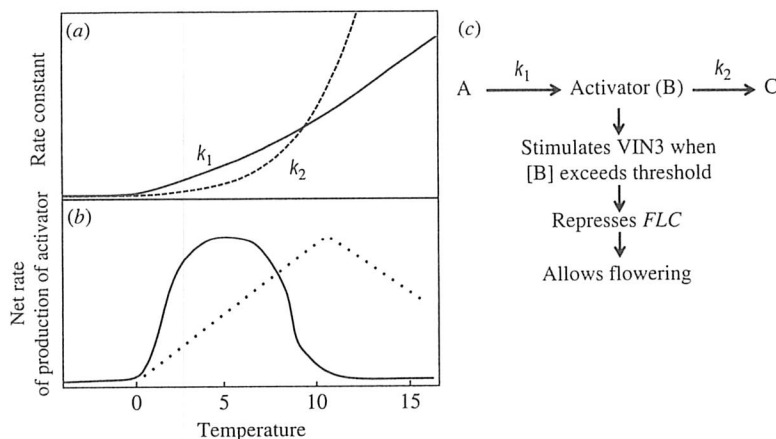 (a)
Rate constant
k1
k2
(b)
Net rate
of production of activator
0
5
10
15
Temperature
(c)
A k1 Activator (B) k2 C
Stimulates VIN3 when
[B] exceeds threshold
Represses FLC
Allows flowering